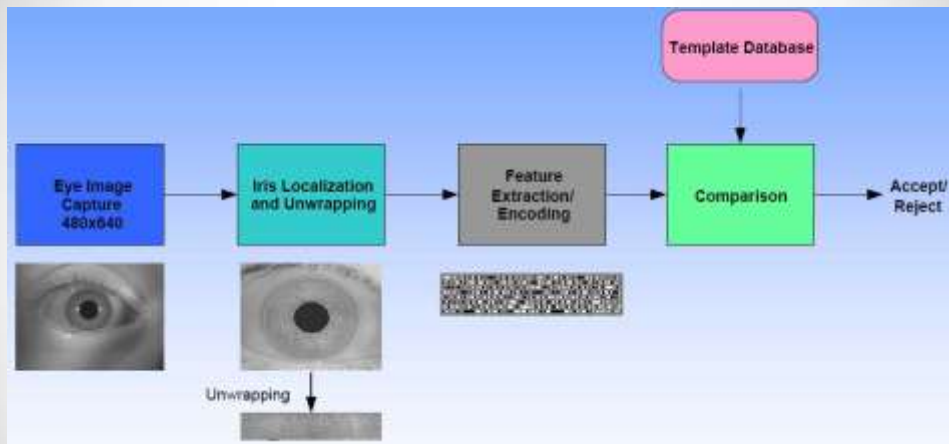 Template Database
Eye Image
Capture
480x640
Iris Localization
and Unwrapping
Feature
Extraction/
Encoding
Comparison
Accept/
Reject
Unwrapping